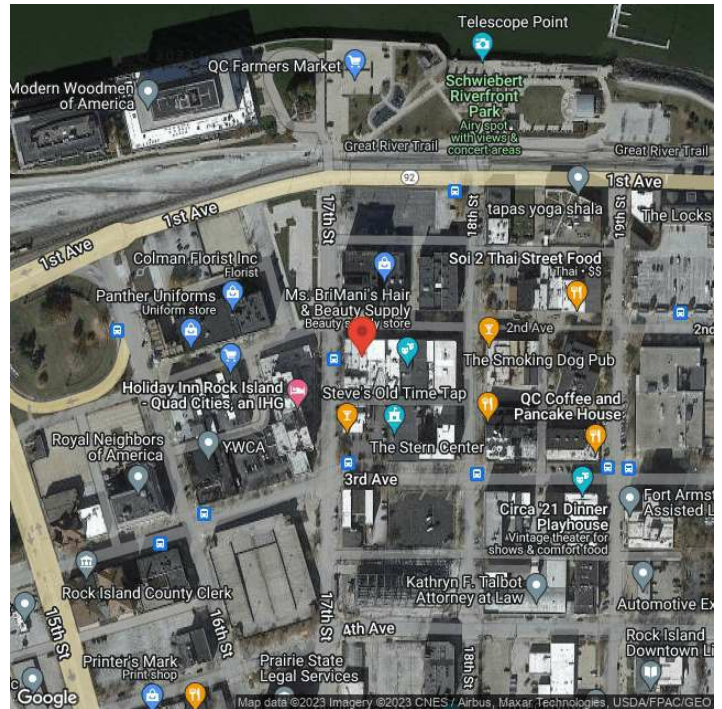 Telescope Point
QC Farmers Market
Modern Woodmen
of America
Schwiebert
Riverfront
Park
Airy spot
with views &
concert areas
Great River Trail
Great River Trail
92
1st Ave
1st Ave
1st Ave
17th St
18th St
19th St
tapas yoga shala
The Locks
Colman Florist Inc
Florist
Soi 2 Thai Street Food
Thai • $$
Panther Uniforms
Uniform store
Ms. BriMani's Hair
& Beauty Supply
Beauty supply store
2nd Ave
2nd
The Smoking Dog Pub
Holiday Inn Rock Island
- Quad Cities, an IHG
Steve's Old Time Tap
QC Coffee and
Pancake House
Royal Neighbors
of America
YWCA
The Stern Center
3rd Ave
Circa '21 Dinner
Playhouse
Vintage theater for
shows & comfort food
Fort Armst
Assisted L
Rock Island County Clerk
Kathryn F. Talbot
Attorney at Law
Automotive Ex
15th St
16th St
17th St
18th St
4th Ave
Printer's Mark
Print shop
Prairie State
Legal Services
Rock Island
Downtown Li
C
Google
Map data ©2023 Imagery ©2023 CNES / Airbus, Maxar Technologies, USDA/FPAC/GEO